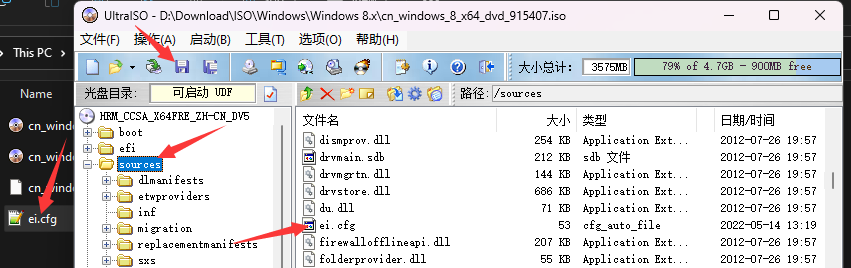 UltraISO - D:\Download\ISO\Windows\Windows 8.x\cn_windows_8_x64_dvd_915407.iso
文件(F) 操作(A) 启动(B) 工具(T) 选项(O) 帮助(H)
大小总计: 3575MB 79% of 4.7GB - 900MB free
光盘目录: 可启动 UDF 路径: /sources
This PC
Name
cn_wind
cn_wind
cn_wind
ei.cfg
HRM_CCSA_X64FRE_ZH-CN_DV5
boot
efi
sources
dlmanifests
etwproviders
inf
migration
replacementmanifests
sxs
文件名 大小 类型 日期/时间
dismprov.dll 254 KB Application Ext... 2012-07-26 19:57
drvmain.sdb 212 KB sdb 文件 2012-07-26 19:57
drvmgrtn.dll 144 KB Application Ext... 2012-07-26 19:57
drvstore.dll 686 KB Application Ext... 2012-07-26 19:57
du.dll 71 KB Application Ext... 2012-07-26 19:57
ei.cfg 53 cfg_auto_file 2022-05-14 13:19
firewallofflineapi.dll 207 KB Application Ext... 2012-07-26 19:57
folderprovider.dll 55 KB Application Ext... 2012-07-26 19:57